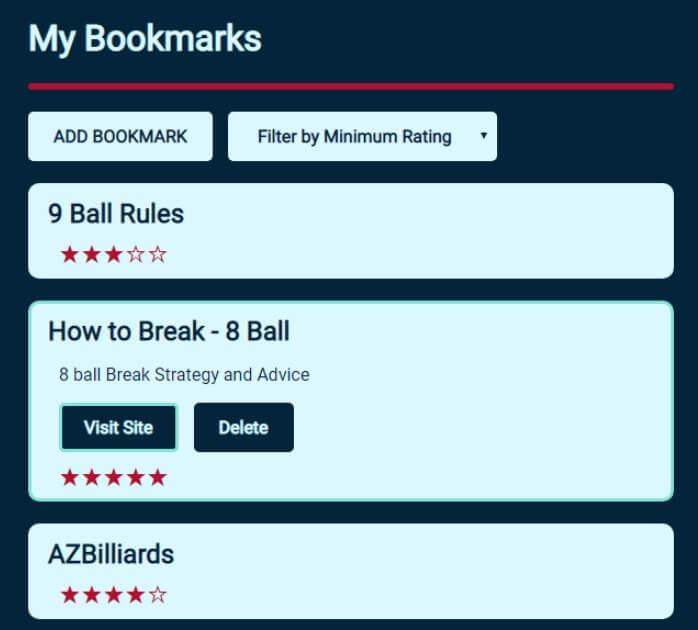 My Bookmarks
ADD BOOKMARK Filter by Minimum Rating ▾
9 Ball Rules
★★★☆☆
How to Break - 8 Ball
8 ball Break Strategy and Advice
Visit Site Delete
★★★★★
AZBilliards
★★★★☆